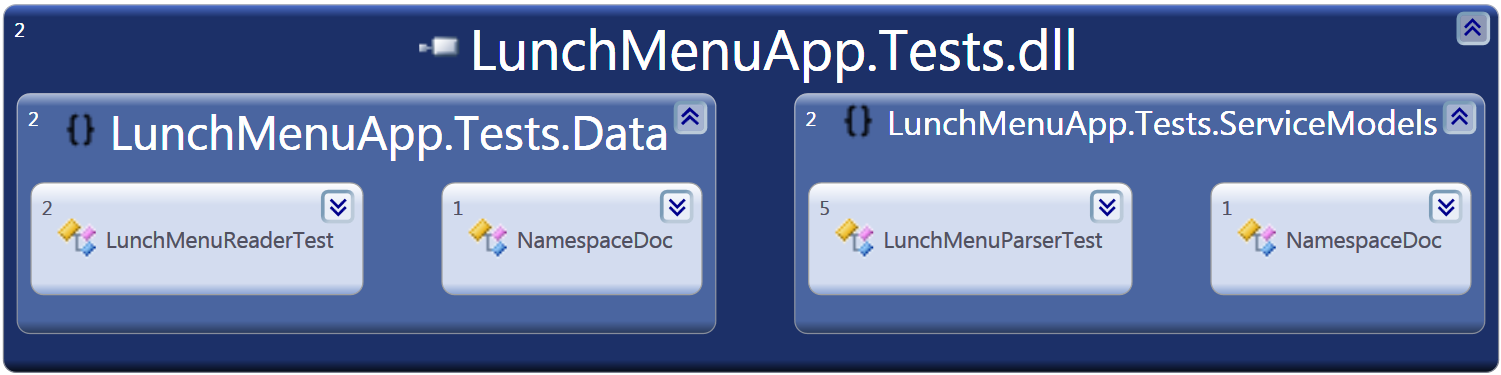 2
LunchMenuApp.Tests.dll
2 {} LunchMenuApp.Tests.Data
2 LunchMenuReaderTest
1 NamespaceDoc
2 {} LunchMenuApp.Tests.ServiceModels
5 LunchMenuParserTest
1 NamespaceDoc